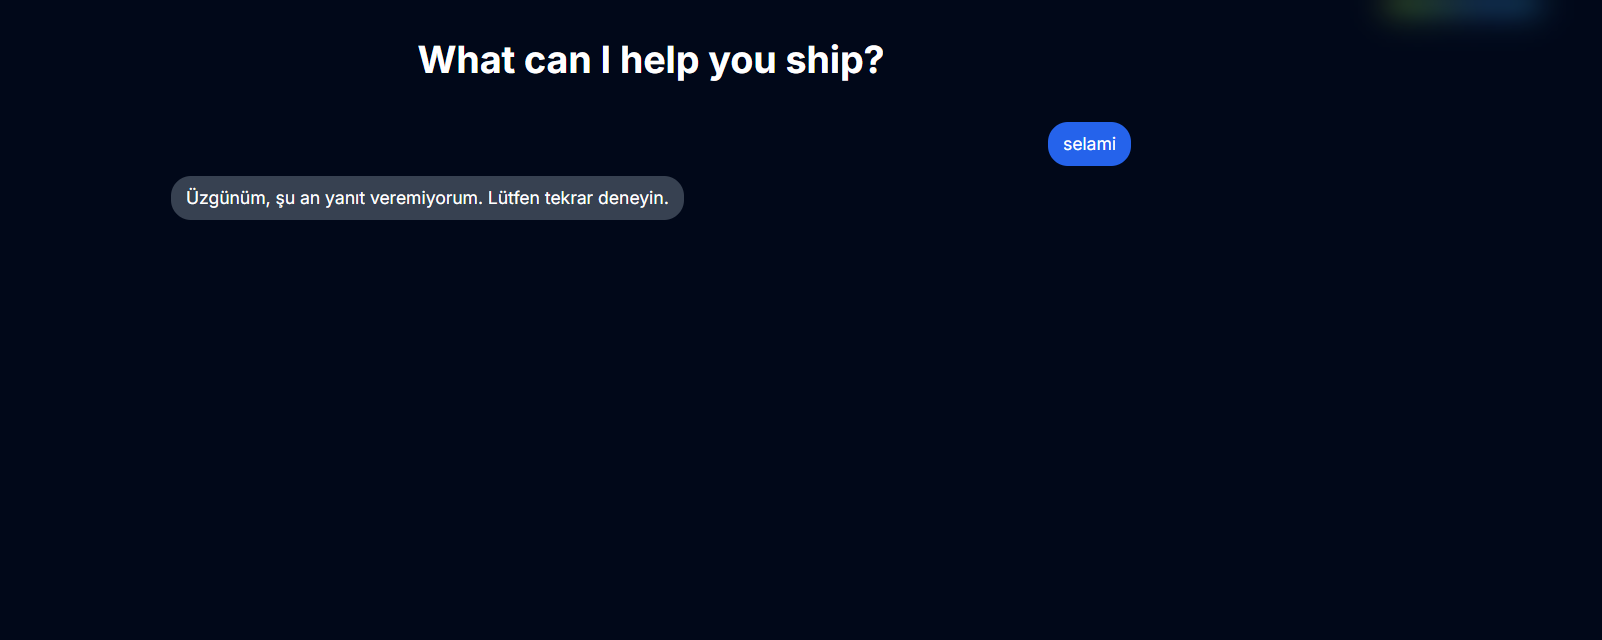 What can I help you ship?
selami
Üzgünüm, şu an yanıt veremiyorum. Lütfen tekrar deneyin.